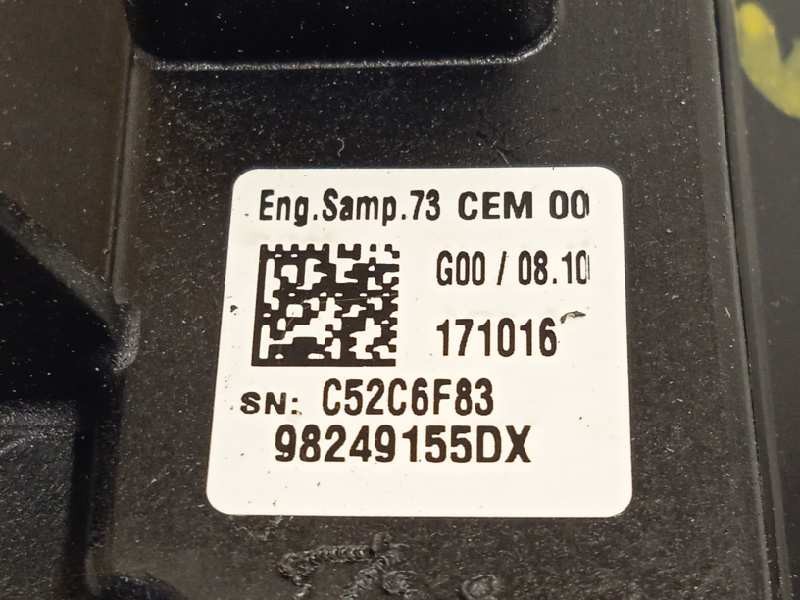 Eng.Samp.73 CEM 00
G00 / 08.10
171016
SN: C52C6F83
98249155DX